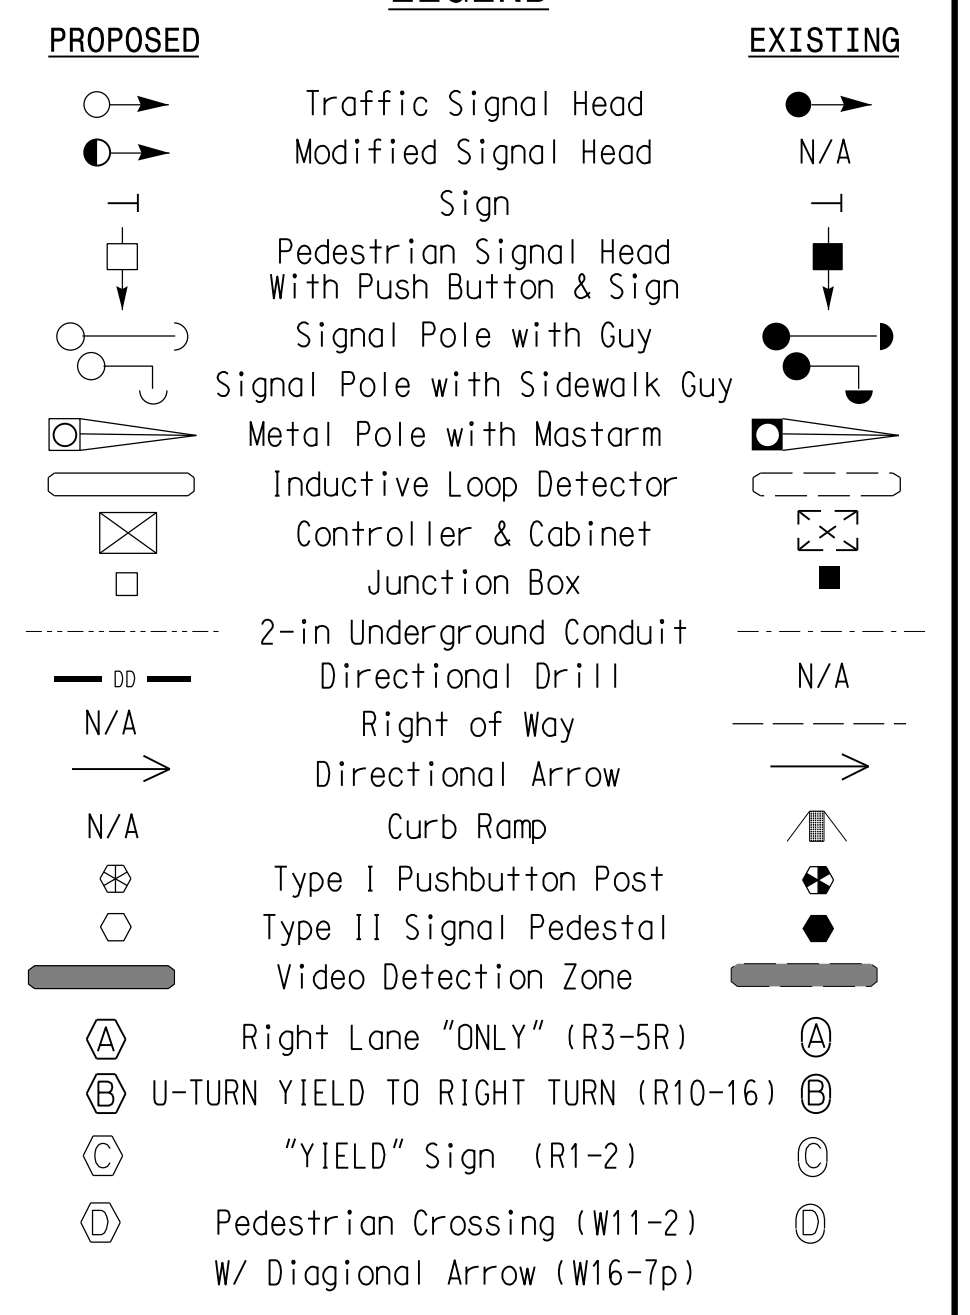 LEGEND
PROPOSED EXISTING
Traffic Signal Head
Modified Signal Head N/A
Sign
Pedestrian Signal Head
With Push Button & Sign
Signal Pole with Guy
Signal Pole with Sidewalk Guy
Metal Pole with Mastarm
Inductive Loop Detector
Controller & Cabinet
Junction Box
2-in Underground Conduit
DD Directional Drill N/A
N/A Right of Way
Directional Arrow
N/A Curb Ramp
Type I Pushbutton Post
Type II Signal Pedestal
Video Detection Zone
A Right Lane "ONLY" (R3-5R) A
B U-TURN YIELD TO RIGHT TURN (R10-16) B
C "YIELD" Sign (R1-2) C
D Pedestrian Crossing (W11-2) D
W/ Diagional Arrow (W16-7p)